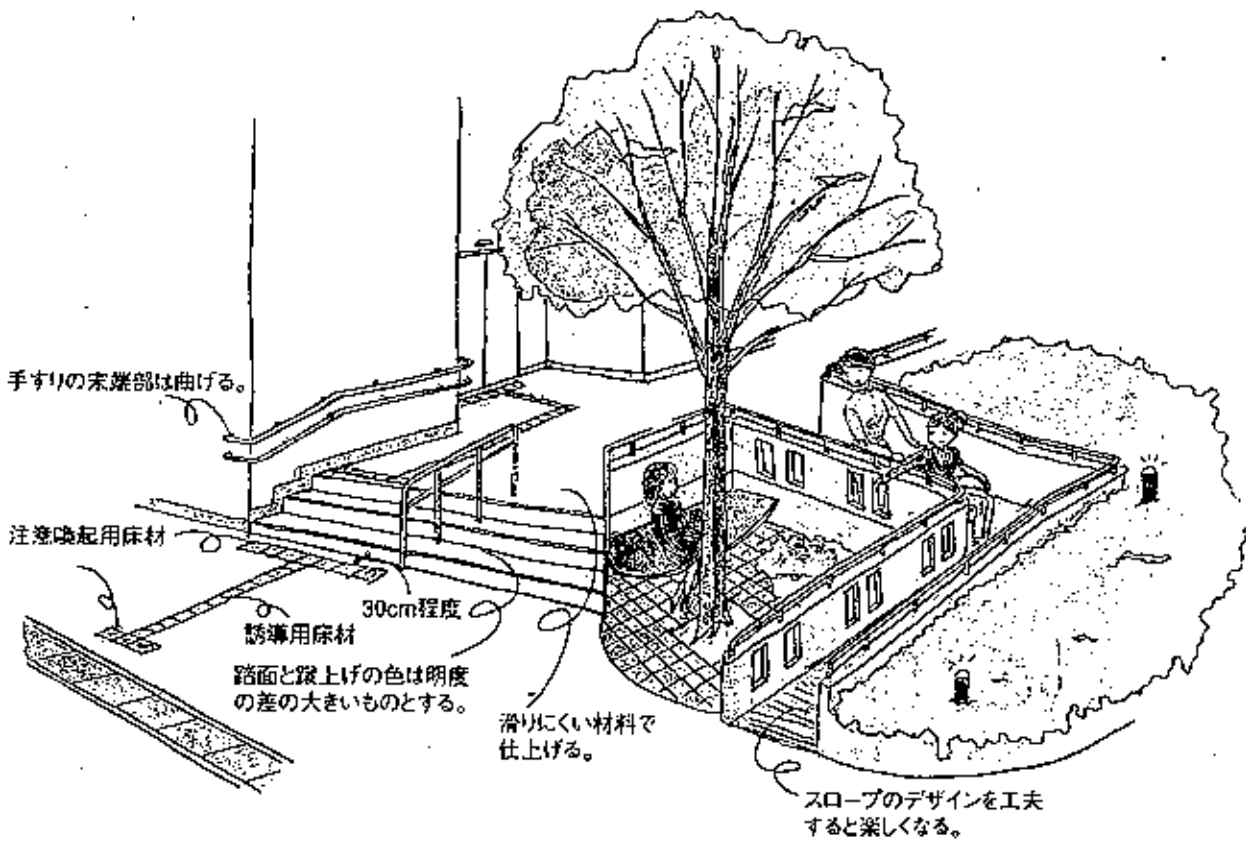 手すりの末端部は曲げる。
注意喚起用床材
30cm程度
誘導用床材
踏面と蹴上げの色は明度
の差の大きいものとする。
滑りにくい材料で
仕上げる。
スロープのデザインを工夫
すると楽しくなる。